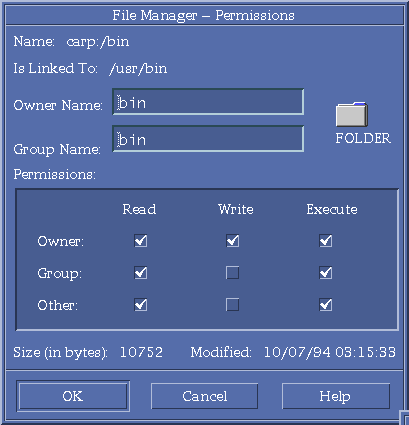 File Manager – Permissions
Name: carp:/bin
Is Linked To: /usr/bin
Owner Name: bin
FOLDER
Group Name: bin
Permissions:
Read Write Execute
Owner:
Group:
Other:
Size (in bytes): 10752 Modified: 10/07/94 03:15:33
OK Cancel Help